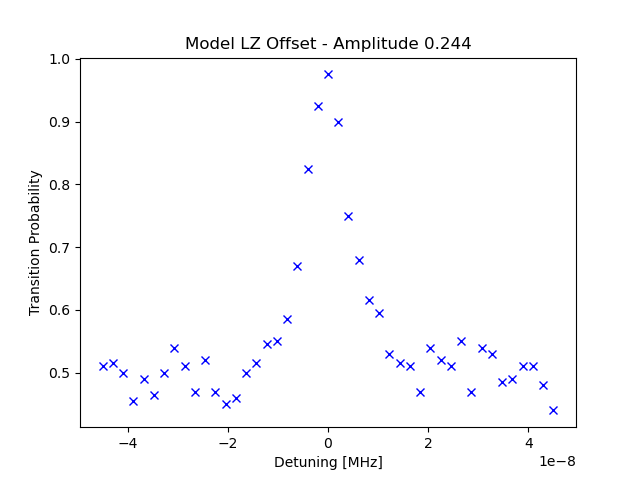 Model LZ Offset - Amplitude 0.244
Transition Probability
1.0
0.9
0.8
0.7
0.6
0.5
−4
−2
0
2
4
1e−8
Detuning [MHz]